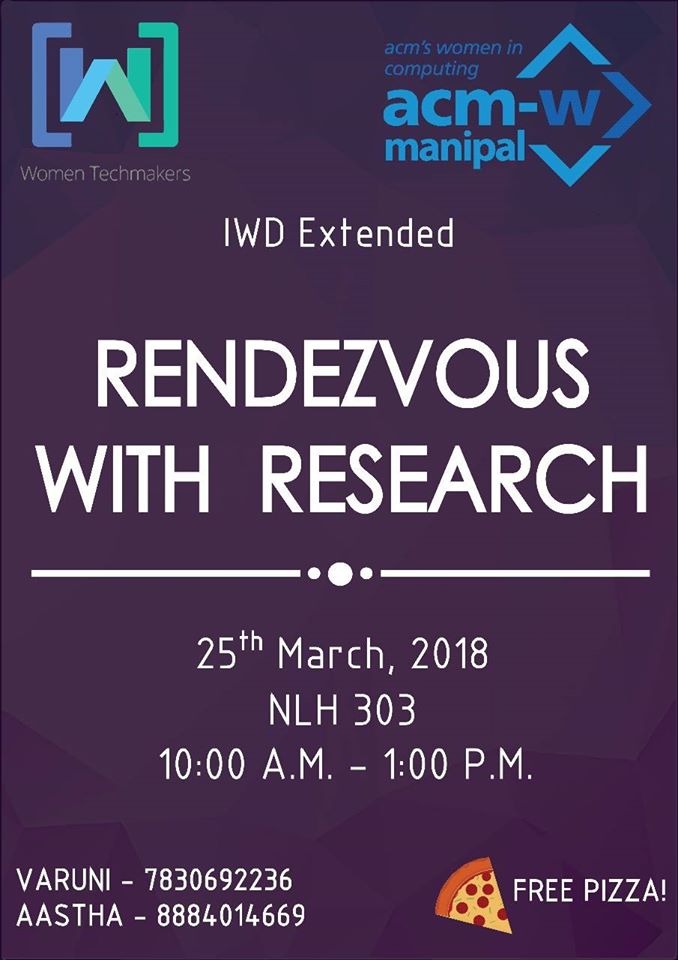 Women Techmakers
acm's women in
computing
acm-w
manipal
IWD Extended
RENDEZVOUS
WITH RESEARCH
25th March, 2018
NLH 303
10:00 A.M. – 1:00 P.M.
VARUNI – 7830692236
AASTHA – 8884014669
FREE PIZZA!